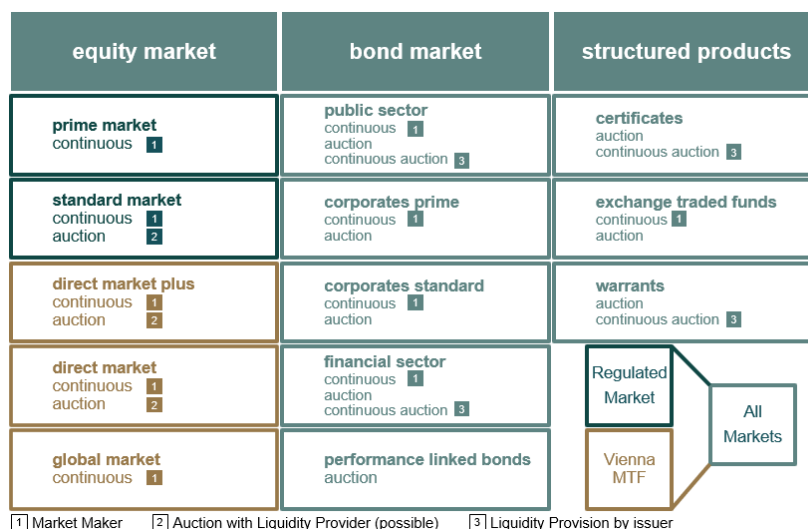 equity market
bond market
structured products
prime market
continuous 1
standard market
continuous 1
auction 2
direct market plus
continuous 1
auction 2
direct market
continuous 1
auction 2
global market
continuous 1
public sector
continuous 1
auction
continuous auction 3
corporates prime
continuous 1
auction
corporates standard
continuous 1
auction
financial sector
continuous 1
auction
continuous auction 3
performance linked bonds
auction
certificates
auction
continuous auction 3
exchange traded funds
continuous 1
auction
warrants
auction
continuous auction 3
Regulated
Market
Vienna
MTF
All
Markets
1 Market Maker 2 Auction with Liquidity Provider (possible) 3 Liquidity Provision by issuer